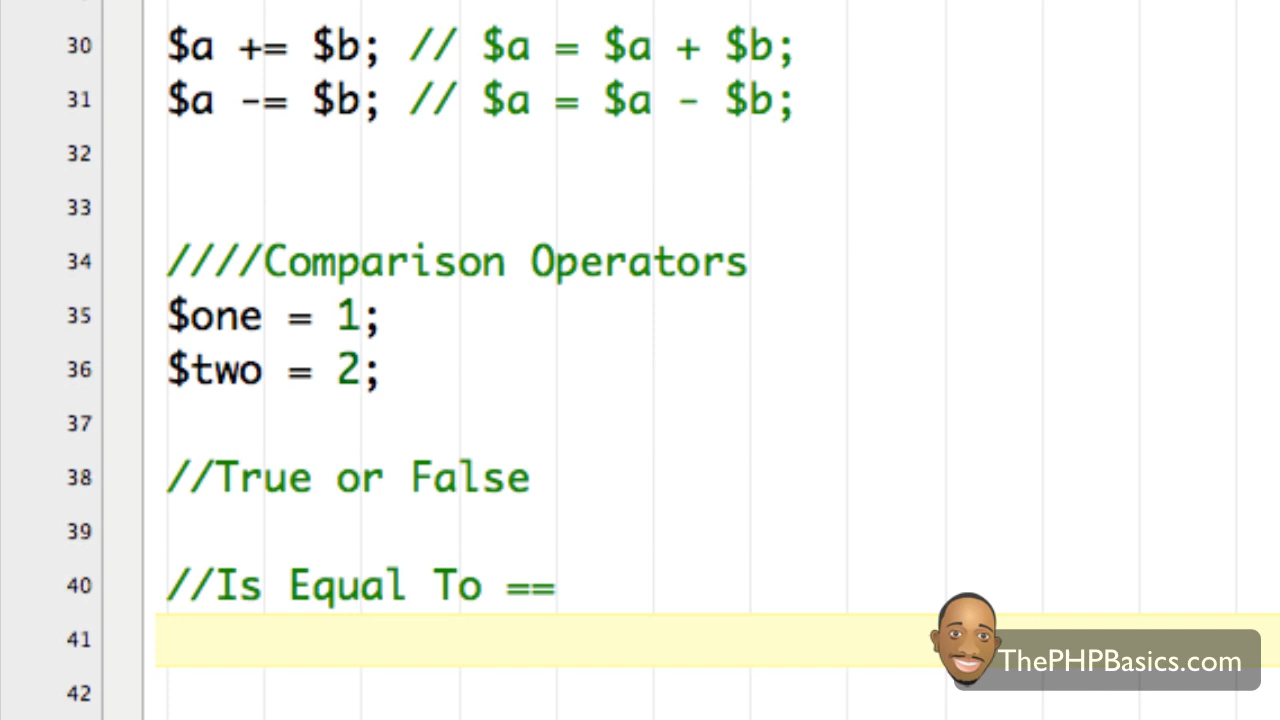 30 $a += $b; // $a = $a + $b;
31 $a -= $b; // $a = $a - $b;
32
33
34 ////Comparison Operators
35 $one = 1;
36 $two = 2;
37
38 //True or False
39
40 //Is Equal To ==
41
ThePHPBasics.com
42